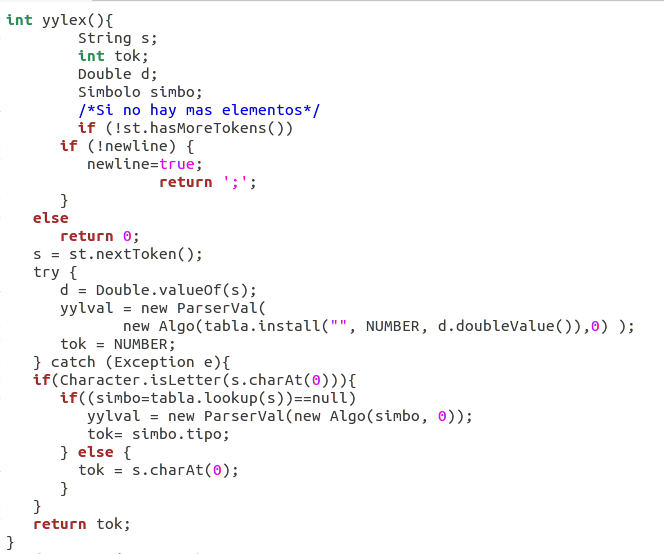 int yylex(){
        String s;
        int tok;
        Double d;
        Simbolo simbo;
        /*Si no hay mas elementos*/
        if (!st.hasMoreTokens())
      if (!newline) {
         newline=true;
                 return ';';
      }
   else
      return 0;
   s = st.nextToken();
   try {
      d = Double.valueOf(s);
      yylval = new ParserVal(
             new Algo(tabla.install("", NUMBER, d.doubleValue()),0) );
      tok = NUMBER;
   } catch (Exception e){
   if(Character.isLetter(s.charAt(0))){
      if((simbo=tabla.lookup(s))==null)
         yylval = new ParserVal(new Algo(simbo, 0));
         tok= simbo.tipo;
      } else {
        tok = s.charAt(0);
      }
   }
   return tok;
}